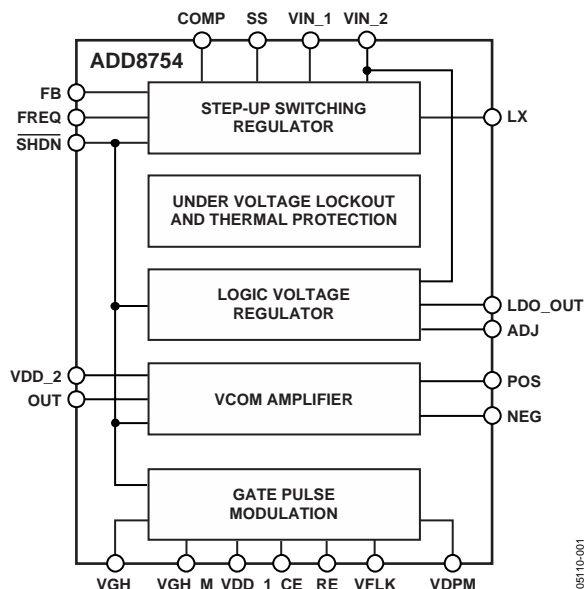 COMP SS VIN_1 VIN_2
ADD8754
FB
FREQ
SHDN
STEP-UP SWITCHING
REGULATOR
LX
UNDER VOLTAGE LOCKOUT
AND THERMAL PROTECTION
LOGIC VOLTAGE
REGULATOR
LDO_OUT
ADJ
VDD_2
OUT
VCOM AMPLIFIER
POS
NEG
GATE PULSE
MODULATION
VGH VGH_M VDD_1 CE RE VFLK VDPM
05110-001